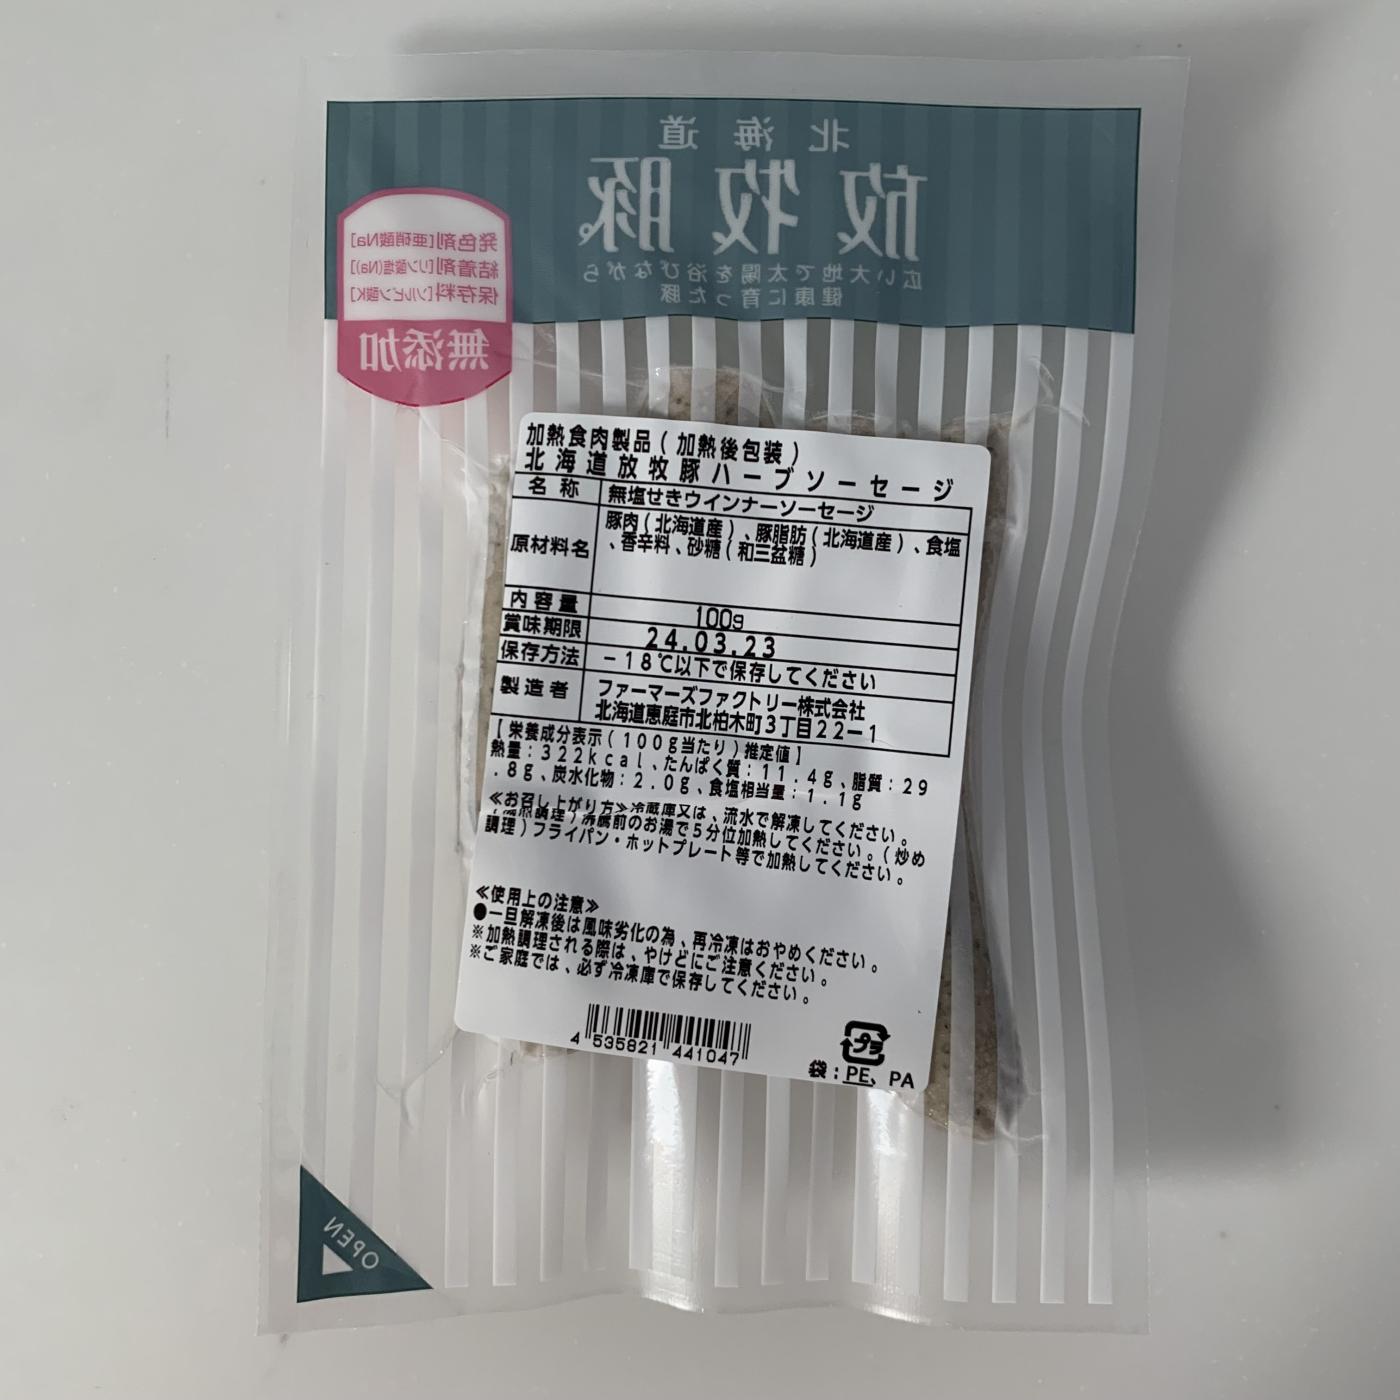 北海道
放牧豚。
広い大地で太陽を浴びながら
健康に育った豚
発色剤[亜硝酸Na]
結着剤[リン酸塩(Na)]
保存料[ソルビン酸K]
無添加
加熱食肉製品(加熱後包装)
北海道放牧豚ハーブソーセージ
名称 無塩せきウインナーソーセージ
原材料名 豚肉(北海道産)、豚脂肪(北海道産)、食塩
、香辛料、砂糖(和三盆糖)
内容量 100g
賞味期限 24.03.23
保存方法 -18℃以下で保存してください
製造者 ファーマーズファクトリー株式会社
北海道恵庭市北柏木町3丁目22-1
【栄養成分表示(100g当たり)推定値】
熱量:322kcal、たんぱく質:11.4g、脂質:29
.8g、炭水化物:2.0g、食塩相当量:1.1g
≪お召し上がり方≫冷蔵庫又は、流水で解凍してください。
調理)沸騰前のお湯で5分位加熱してください。(炒め
調理)フライパン・ホットプレート等で加熱してください。
≪使用上の注意≫
●一旦解凍後は風味劣化の為、再冷凍はおやめください。
※加熱調理される際は、やけどにご注意ください。
※ご家庭では、必ず冷凍庫で保存してください。
4 535821 441047
プラ
袋:PE、PA
OPEN